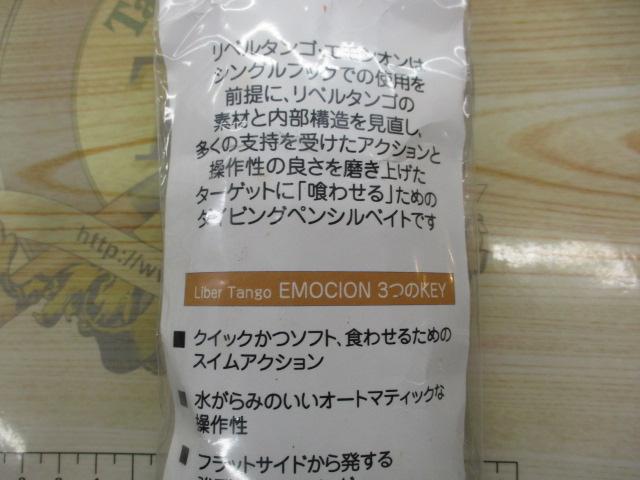 リベルタンゴ・エモシオンは
シングルフックでの使用を
前提に、リベルタンゴの
素材と内部構造を見直し、
多くの支持を受けたアクションと
操作性の良さを磨き上げた
ターゲットに「喰わせる」ための
ダイビングペンシルベイトです
Liber Tango EMOCION 3つのKEY
■ クイックかつソフト、食わせるための
スイムアクション
■ 水がらみのいいオートマティックな
操作性
■ フラットサイドから発する
http://w